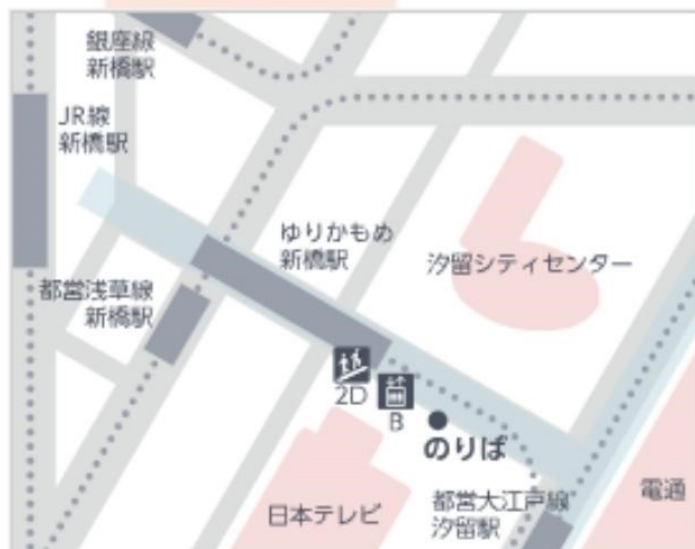 銀座線
新橋駅
JR線
新橋駅
ゆりかもめ
新橋駅
汐留シティセンター
都営浅草線
新橋駅
2D
B
のりば
日本テレビ
都営大江戸線
汐留駅
電通